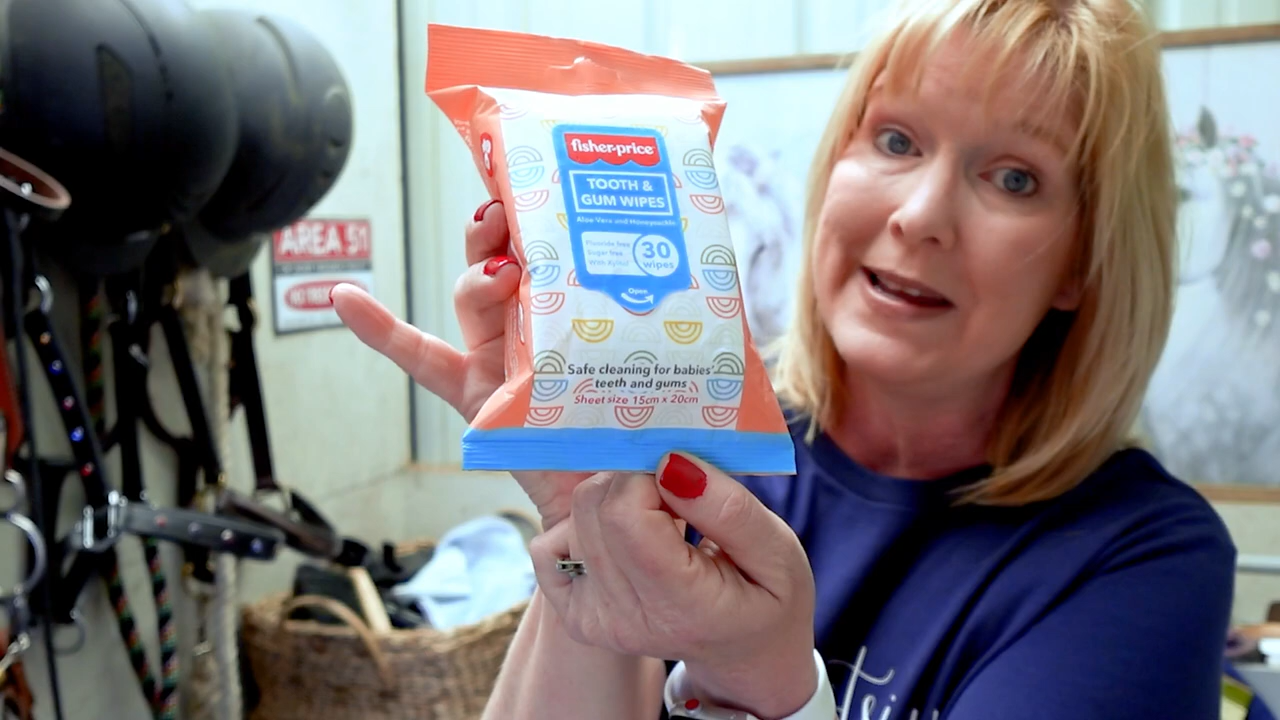 AREA 51
fisher-price
TOOTH &
GUM WIPES
Aloe Vera and Honeysuckle
Fluoride free
Sugar free
With Xylitol
30
wipes
Open
Safe cleaning for babies'
teeth and gums
Sheet size 15cm x 20cm